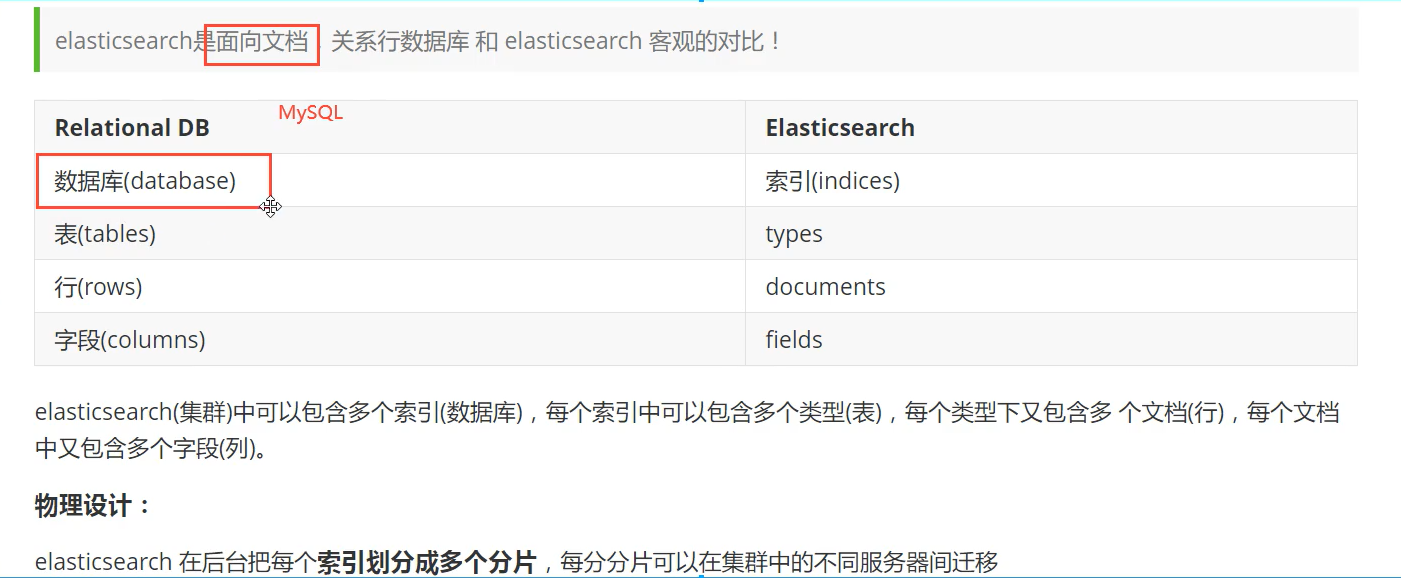 elasticsearch是面向文档 关系行数据库 和 elasticsearch 客观的对比！
MySQL
Relational DB Elasticsearch
数据库(database) 索引(indices)
表(tables) types
行(rows) documents
字段(columns) fields
elasticsearch(集群)中可以包含多个索引(数据库)，每个索引中可以包含多个类型(表)，每个类型下又包含多 个文档(行)，每个文档
中又包含多个字段(列)。
物理设计：
elasticsearch 在后台把每个索引划分成多个分片，每分分片可以在集群中的不同服务器间迁移